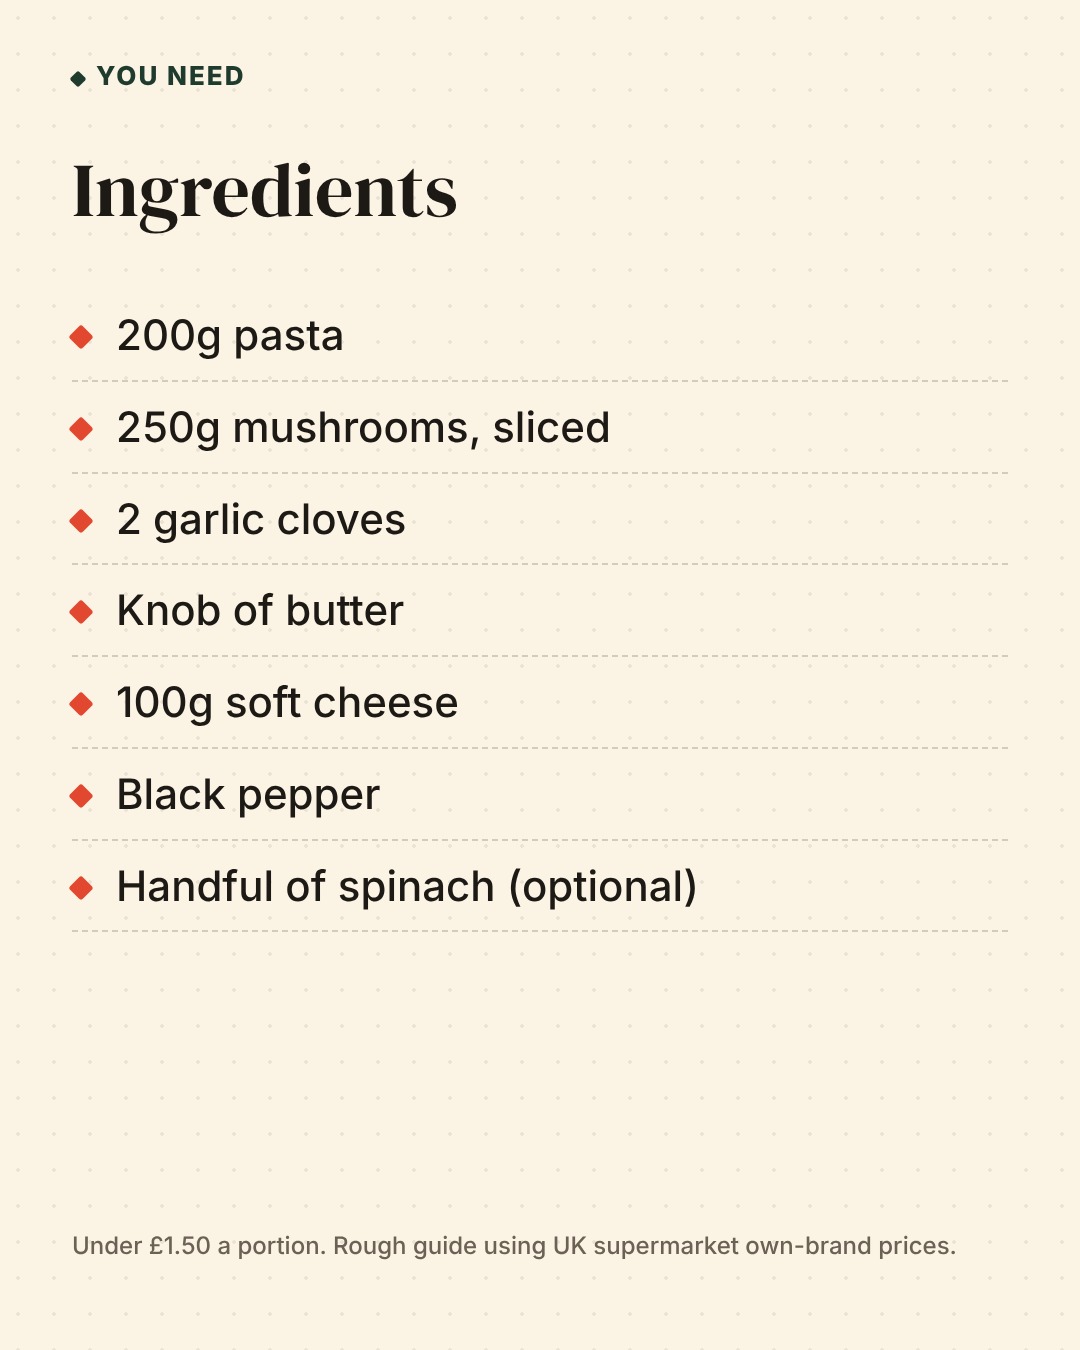 YOU NEED
Ingredients
200g pasta
250g mushrooms, sliced
2 garlic cloves
Knob of butter
100g soft cheese
Black pepper
Handful of spinach (optional)
Under £1.50 a portion. Rough guide using UK supermarket own-brand prices.